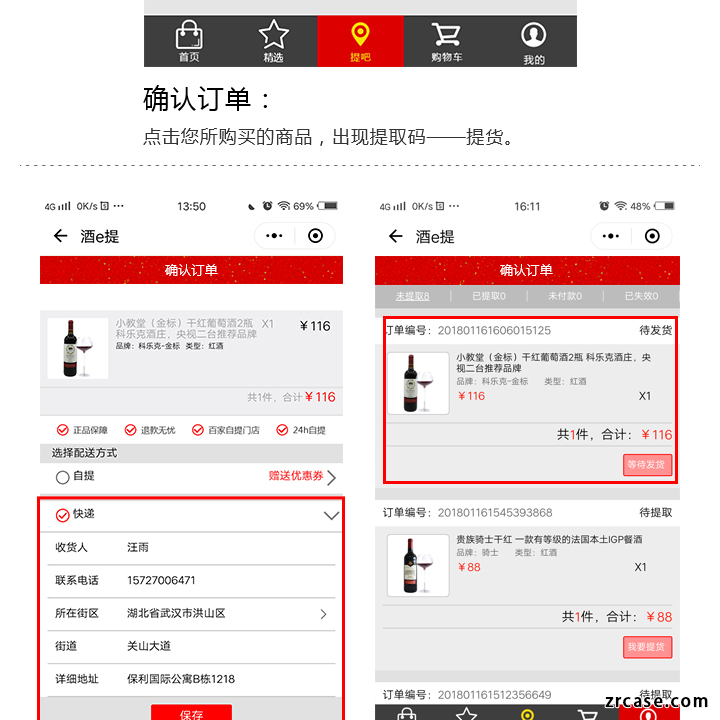 首页 精选 提吧 购物车 我的
确认订单：
点击您所购买的商品，出现提取码——提货。
4G 0K/s 13:50 69%
酒e提
确认订单
小教堂（金标）干红葡萄酒2瓶 X1 ￥116
科乐克酒庄，央视二台推荐品牌
品牌：科乐克-金标 类型：红酒
共1件，合计￥116
正品保障 退款无忧 百家自提门店 24h自提
选择配送方式
自提 赠送优惠券
快递
收货人 汪雨
联系电话 15727006471
所在街区 湖北省武汉市洪山区
街道 关山大道
详细地址 保利国际公寓B栋1218
保存
4G 0K/s 16:11 48%
酒e提
确认订单
未提取8 已提取0 未付款0 已失效0
订单编号：201801161606015125 待发货
小教堂（金标）干红葡萄酒2瓶 科乐克酒庄，央
视二台推荐品牌
品牌：科乐克-金标 类型：红酒
￥116 X1
共1件，合计：￥116
等待发货
订单编号：201801161545393868 待提取
贵族骑士干红 一款有等级的法国本土IGP餐酒
品牌：骑士 类型：红酒
￥88 X1
共1件，合计：￥88
我要提货
订单编号：201801161512356649 待提取
zrcase.com